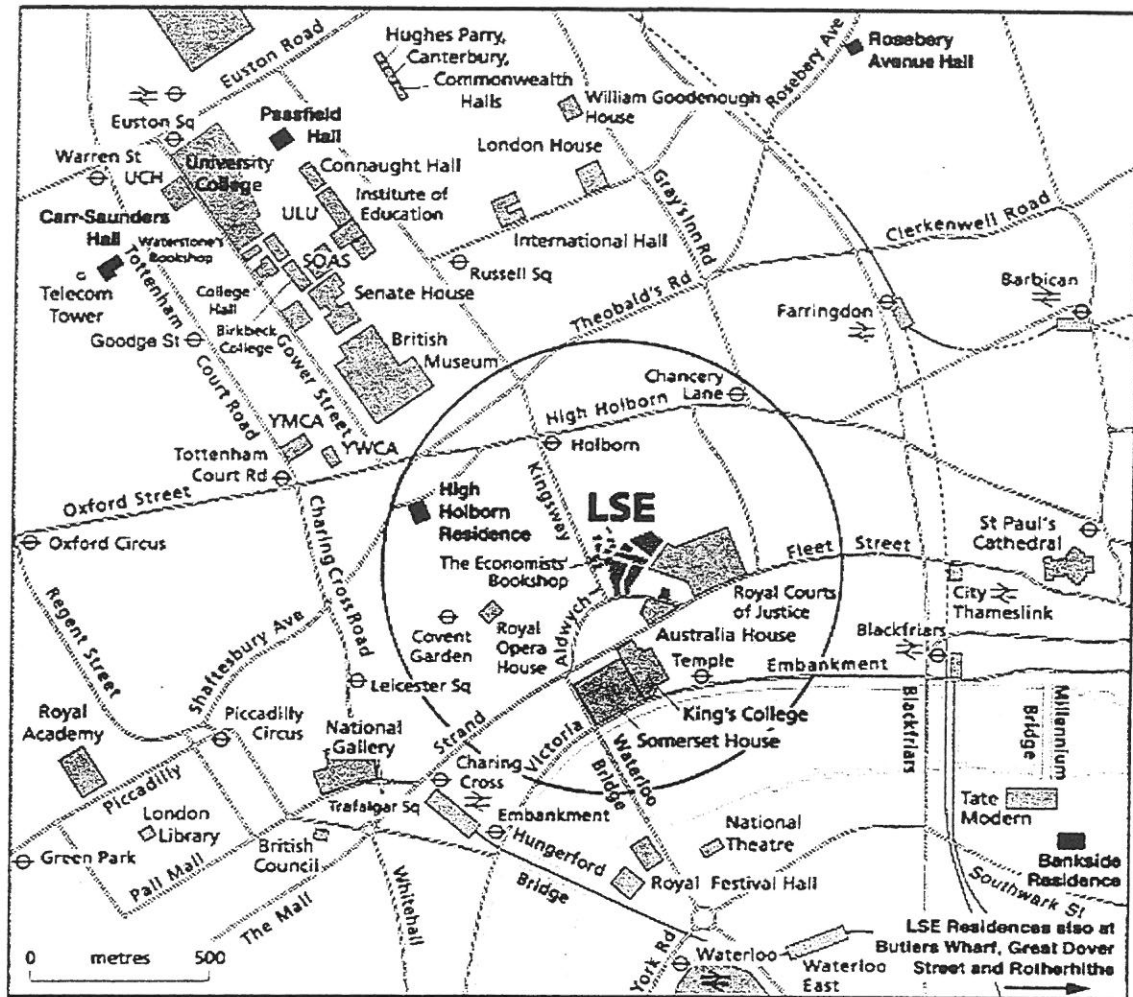 Hughes Parry,
Canterbury,
Commonwealth
Halls
Rosebery Ave
Rosebery
Avenue Hall
Euston Road
Euston Sq
Passfield
Hall
William Goodenough
House
London House
Warren St
UCH
University
College
Connaught Hall
Institute of
Education
ULU
Gray's Inn Rd
Carr-Saunders
Hall
Waterstone's
Bookshop
SOAS
International Hall
Clerkenwell Road
Russell Sq
Telecom
Tower
Tottenham
Court Road
College
Hall
Birkbeck
College
Senate House
Theobald's Rd
Farringdon
Barbican
Goodge St
Gower Street
British
Museum
Chancery
Lane
YMCA
YWCA
High Holborn
Holborn
Tottenham
Court Rd
Oxford Street
Kingsway
High
Holborn
Residence
LSE
Oxford Circus
Charing Cross Road
The Economists'
Bookshop
Fleet Street
St Paul's
Cathedral
Royal Courts
of Justice
City
Thameslink
Regent Street
Shaftesbury Ave
Covent
Garden
Royal
Opera
House
Aldwych
Australia House
Blackfriars
Temple
Embankment
Leicester Sq
Royal
Academy
Piccadilly
Circus
National
Gallery
Strand
Victoria
King's College
Somerset House
Blackfriars
Millennium
Bridge
Piccadilly
Charing
Cross
Waterloo
Bridge
Trafalgar Sq
London
Library
British
Council
Embankment
Hungerford
Bridge
National
Theatre
Tate
Modern
Green Park
Pall Mall
Royal Festival Hall
Bankside
Residence
Southwark St
The Mall
Whitehall
LSE Residences also at
Butlers Wharf, Great Dover
Street and Rotherhithe
0 metres 500
York Rd
Waterloo
Waterloo
East